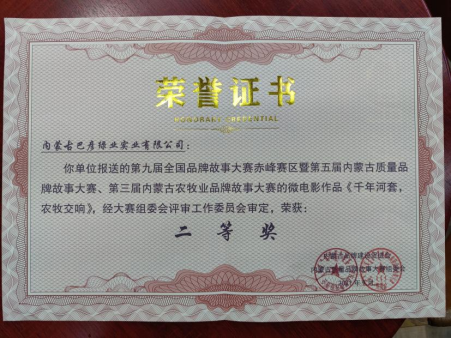 荣誉证书
HONORARY CREDENTIAL
内蒙古巴彦绿业实业有限公司:
你单位报送的第九届全国品牌故事大赛赤峰赛区暨第五届内蒙古质量品
牌故事大赛、第三届内蒙古农牧业品牌故事大赛的微电影作品《千年河套,
农牧交响》,经大赛组委会评审工作委员会审定,荣获:
二等奖